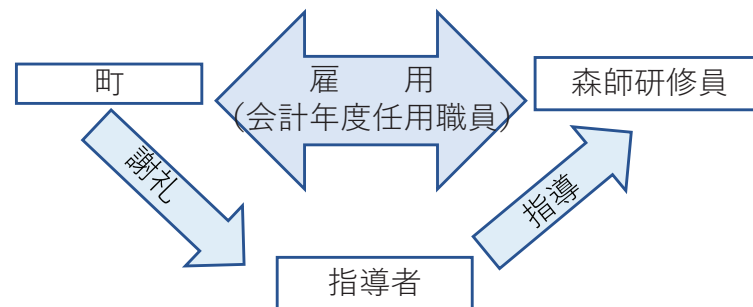 町
雇　　用
(会計年度任用職員)
森師研修員
謝礼
指導
指導者